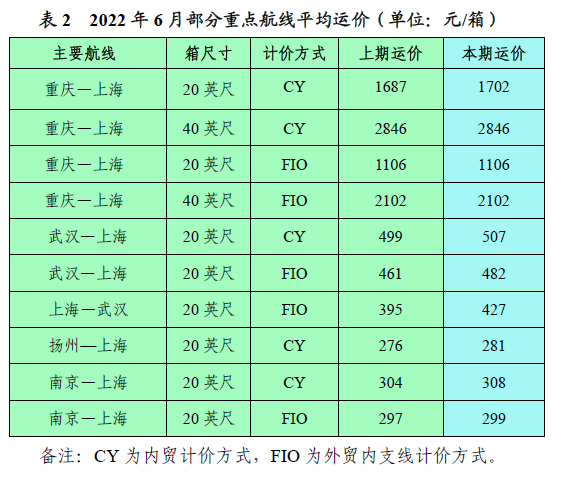 表 2 2022 年 6 月部分重点航线平均运价（单位：元/箱）
主要航线 箱尺寸 计价方式 上期运价 本期运价
重庆—上海 20 英尺 CY 1687 1702
重庆—上海 40 英尺 CY 2846 2846
重庆—上海 20 英尺 FIO 1106 1106
重庆—上海 40 英尺 FIO 2102 2102
武汉—上海 20 英尺 CY 499 507
武汉—上海 20 英尺 FIO 461 482
上海—武汉 20 英尺 FIO 395 427
扬州—上海 20 英尺 CY 276 281
南京—上海 20 英尺 CY 304 308
南京—上海 20 英尺 FIO 297 299
备注：CY 为内贸计价方式，FIO 为外贸内支线计价方式。